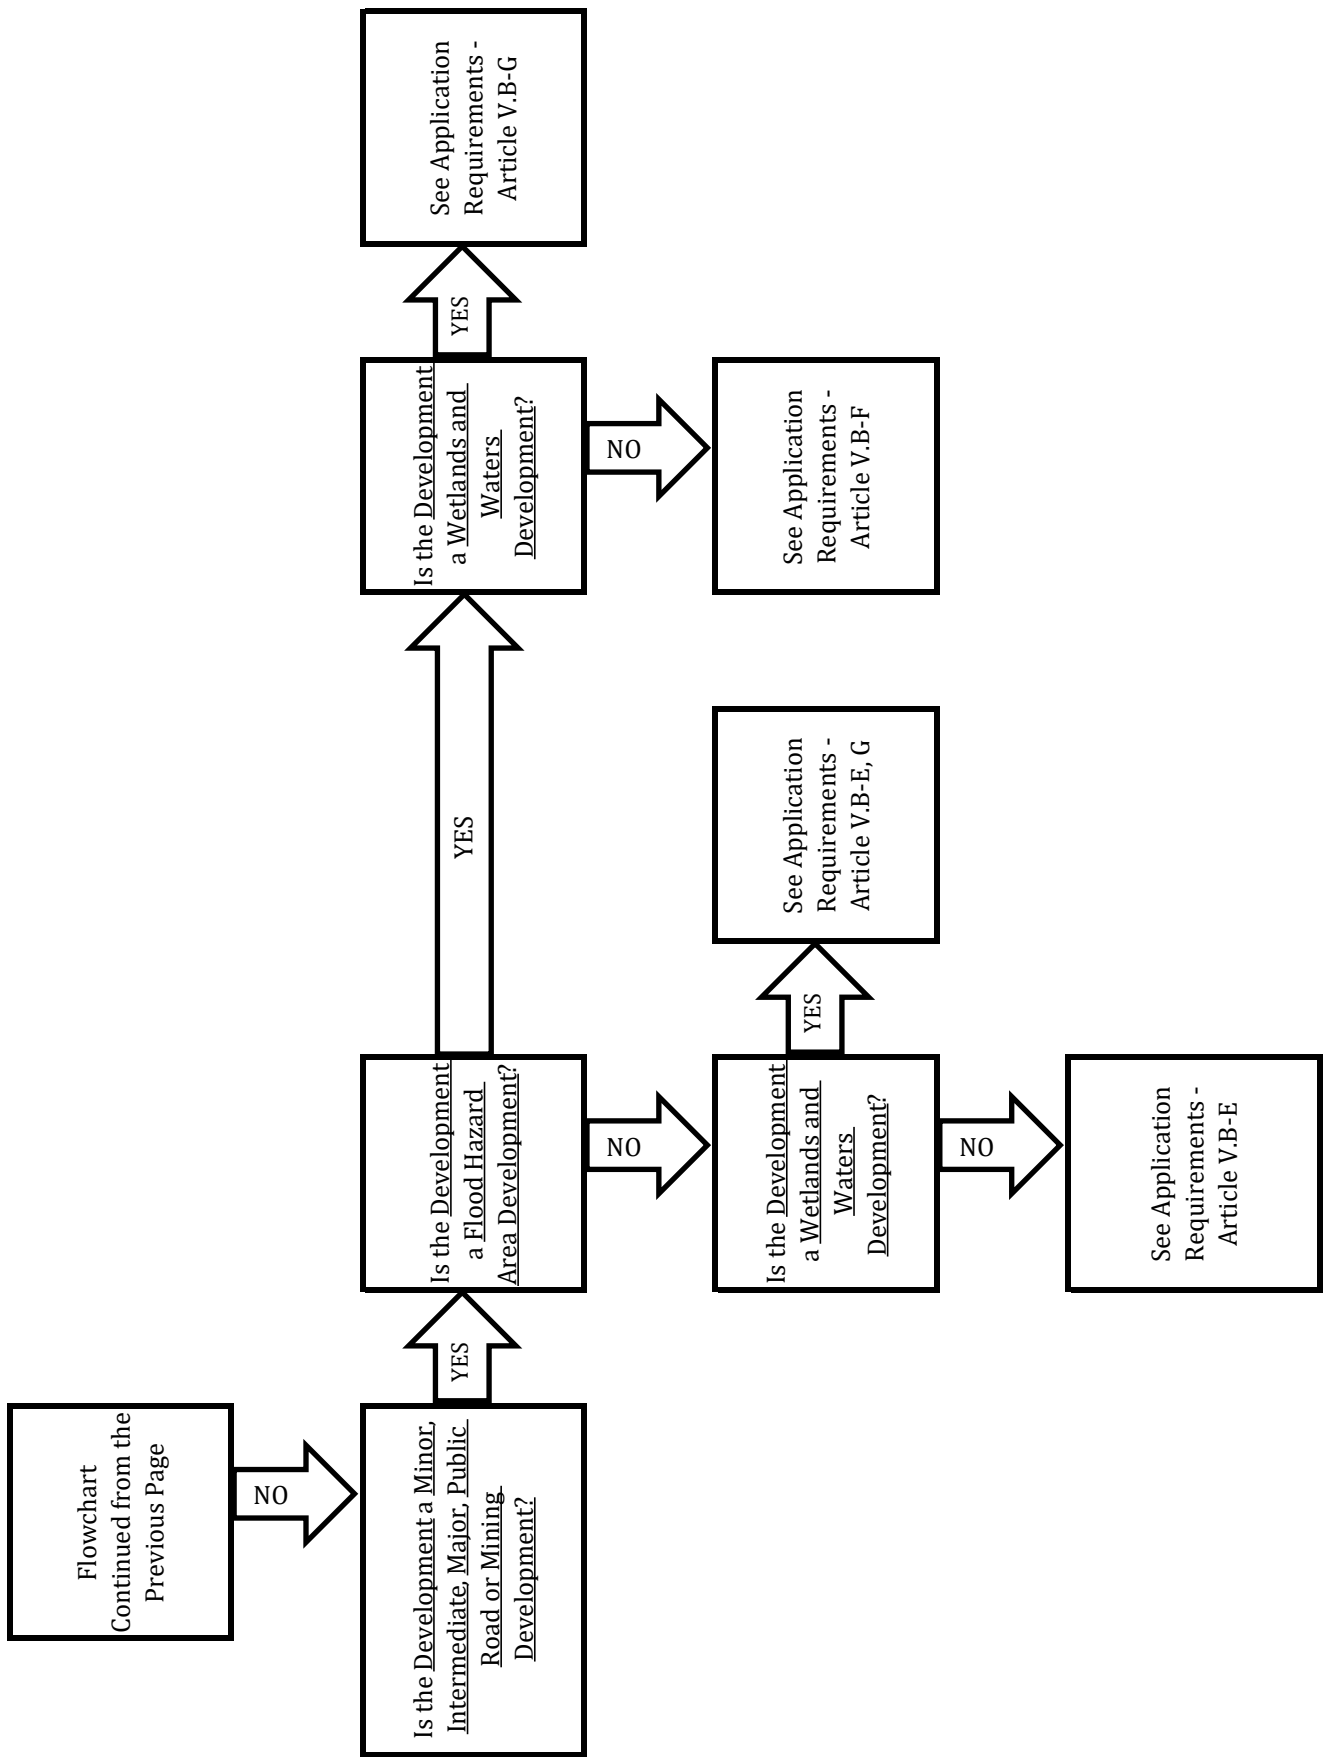 Flowchart
Continued from the
Previous Page
NO
Is the Development a Minor,
Intermediate, Major, Public
Road or Mining
Development?
YES
Is the Development
a Flood Hazard
Area Development?
YES
Is the Development
a Wetlands and
Waters
Development?
YES
See Application
Requirements -
Article V.B-G
NO
See Application
Requirements -
Article V.B-F
NO
Is the Development
a Wetlands and
Waters
Development?
YES
See Application
Requirements -
Article V.B-E, G
NO
See Application
Requirements -
Article V.B-E